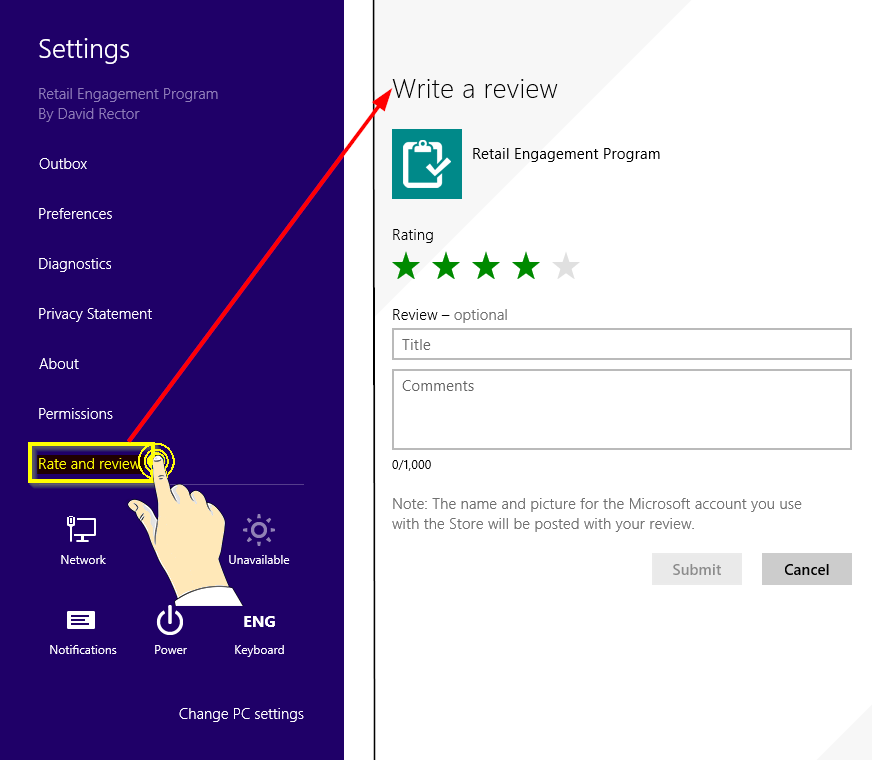 Settings
Retail Engagement Program
By David Rector
Outbox
Preferences
Diagnostics
Privacy Statement
About
Permissions
Rate and review
Network
Unavailable
Notifications
Power
ENG
Keyboard
Change PC settings
Write a review
Retail Engagement Program
Rating
Review – optional
Title
Comments
0/1,000
Note: The name and picture for the Microsoft account you use
with the Store will be posted with your review.
Submit
Cancel